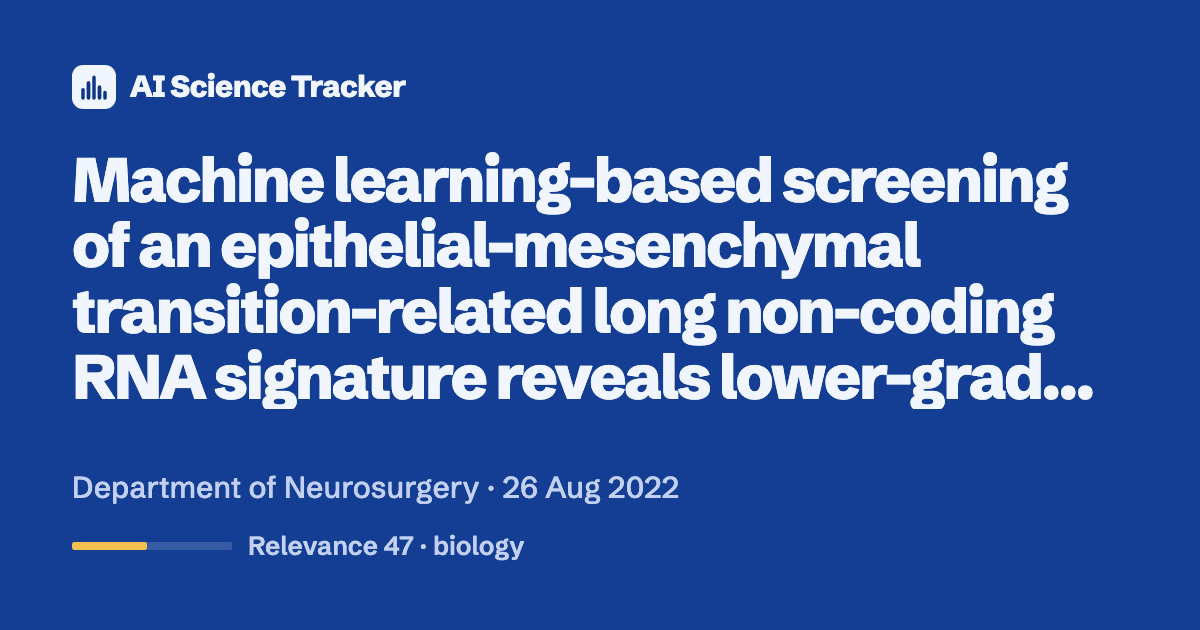 AI Science Tracker
Machine learning-based screening
of an epithelial-mesenchymal
transition-related long non-coding
RNA signature reveals lower-grad...
Department of Neurosurgery · 26 Aug 2022
Relevance 47 · biology